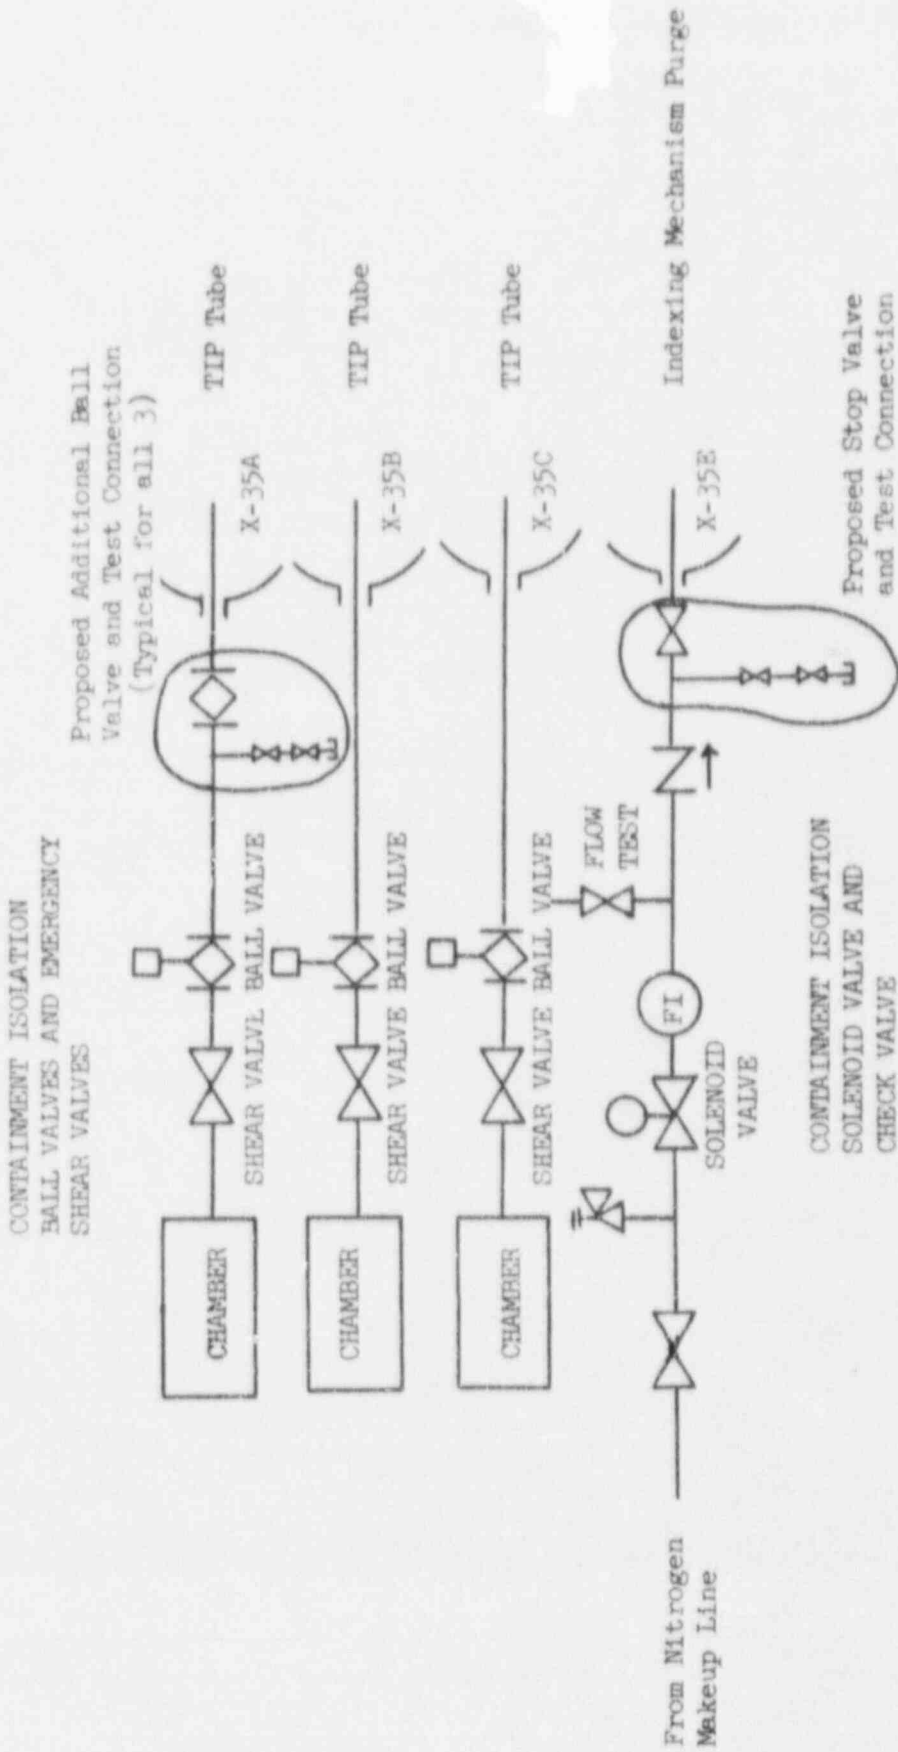 CONTAINMENT ISOLATION
BALL VALVES AND EMERGENCY
SHEAR VALVES
Proposed Additional Ball
Valve and Test Connection
(Typical for all 3)
CHAMBER
SHEAR VALVE
BALL VALVE
X-35A
TIP Tube
CHAMBER
SHEAR VALVE
BALL VALVE
X-35B
TIP Tube
CHAMBER
SHEAR VALVE
BALL VALVE
X-35C
TIP Tube
From Nitrogen
Makeup Line
SOLENOID
VALVE
FI
FLOW
TEST
X-35E
Indexing Mechanism Purge
CONTAINMENT ISOLATION
SOLENOID VALVE AND
CHECK VALVE
Proposed Stop Valve
and Test Connection